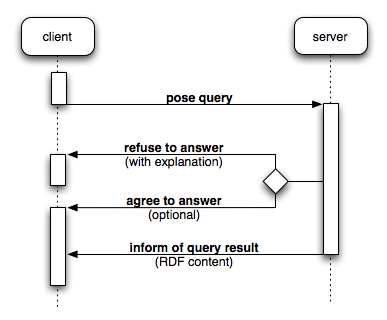 client
server
pose query
refuse to answer
(with explanation)
agree to answer
(optional)
inform of query result
(RDF content)